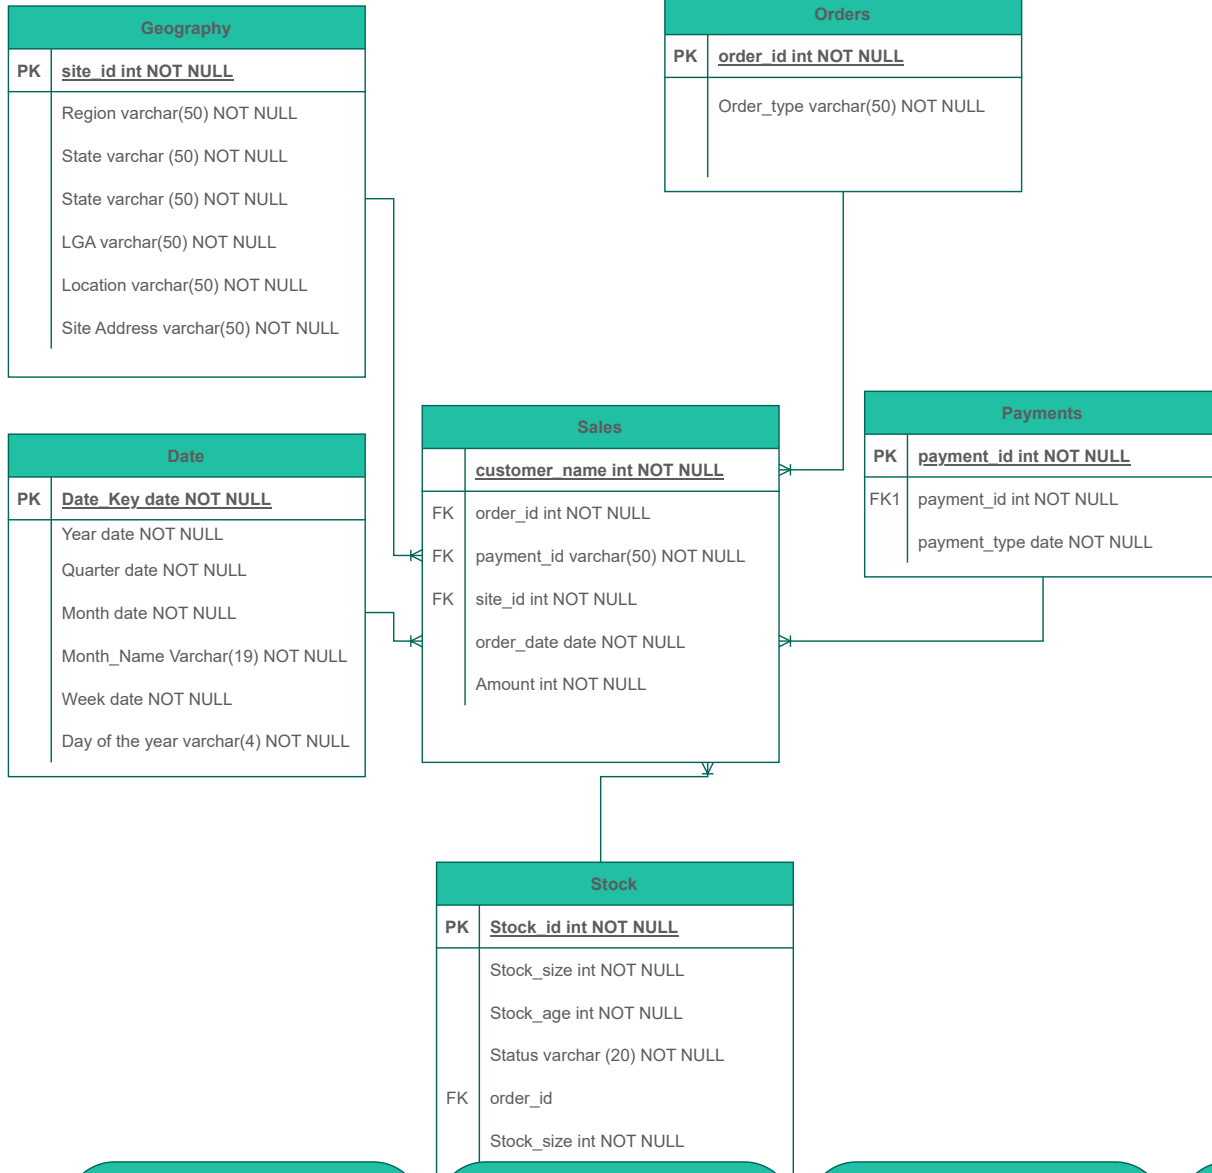 Geography
PK site_id int NOT NULL
Region varchar(50) NOT NULL
State varchar (50) NOT NULL
State varchar (50) NOT NULL
LGA varchar(50) NOT NULL
Location varchar(50) NOT NULL
Site Address varchar(50) NOT NULL
Orders
PK order_id int NOT NULL
Order_type varchar(50) NOT NULL
Date
PK Date_Key date NOT NULL
Year date NOT NULL
Quarter date NOT NULL
Month date NOT NULL
Month_Name Varchar(19) NOT NULL
Week date NOT NULL
Day of the year varchar(4) NOT NULL
Sales
customer_name int NOT NULL
FK order_id int NOT NULL
FK payment_id varchar(50) NOT NULL
FK site_id int NOT NULL
order_date date NOT NULL
Amount int NOT NULL
Payments
PK payment_id int NOT NULL
FK1 payment_id int NOT NULL
payment_type date NOT NULL
Stock
PK Stock_id int NOT NULL
Stock_size int NOT NULL
Stock_age int NOT NULL
Status varchar (20) NOT NULL
FK order_id
Stock_size int NOT NULL